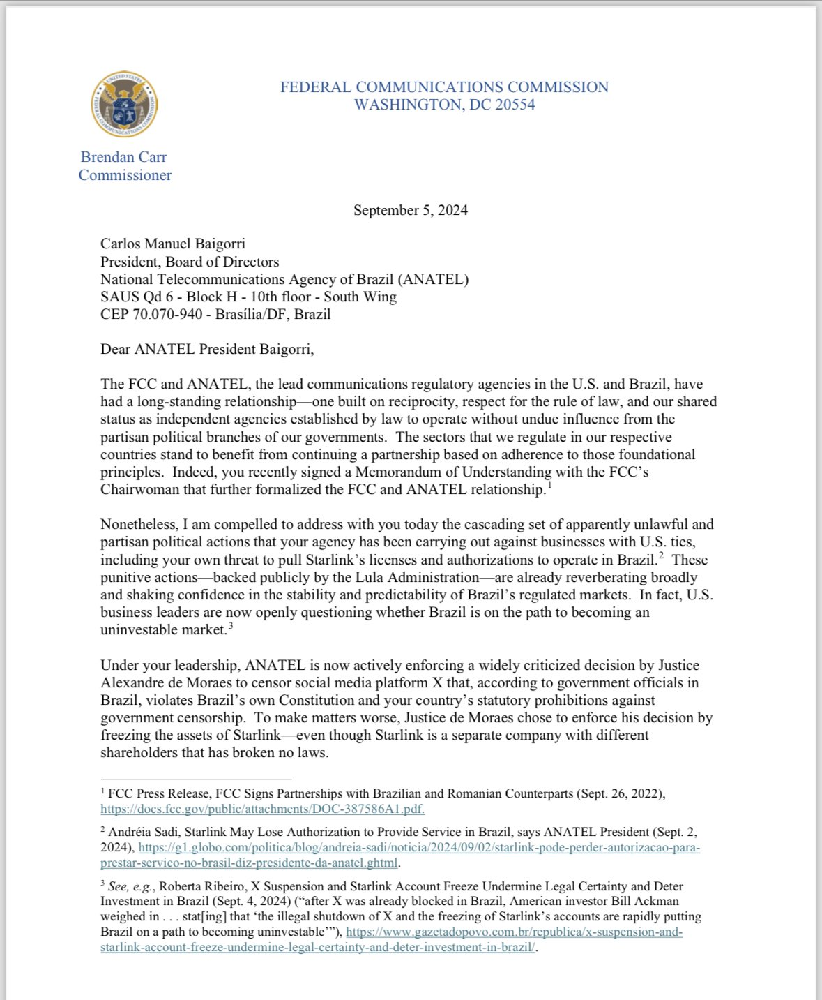 FEDERAL COMMUNICATIONS COMMISSION
WASHINGTON, DC 20554
UNITED STATES
FEDERAL COMMUNICATIONS COMMISSION
Brendan Carr
Commissioner
September 5, 2024
Carlos Manuel Baigorri
President, Board of Directors
National Telecommunications Agency of Brazil (ANATEL)
SAUS Qd 6 - Block H - 10th floor - South Wing
CEP 70.070-940 - Brasília/DF, Brazil
Dear ANATEL President Baigorri,
The FCC and ANATEL, the lead communications regulatory agencies in the U.S. and Brazil, have
had a long-standing relationship—one built on reciprocity, respect for the rule of law, and our shared
status as independent agencies established by law to operate without undue influence from the
partisan political branches of our governments.  The sectors that we regulate in our respective
countries stand to benefit from continuing a partnership based on adherence to those foundational
principles.  Indeed, you recently signed a Memorandum of Understanding with the FCC’s
Chairwoman that further formalized the FCC and ANATEL relationship.1
Nonetheless, I am compelled to address with you today the cascading set of apparently unlawful and
partisan political actions that your agency has been carrying out against businesses with U.S. ties,
including your own threat to pull Starlink’s licenses and authorizations to operate in Brazil.2  These
punitive actions—backed publicly by the Lula Administration—are already reverberating broadly
and shaking confidence in the stability and predictability of Brazil’s regulated markets.  In fact, U.S.
business leaders are now openly questioning whether Brazil is on the path to becoming an
uninvestable market.3
Under your leadership, ANATEL is now actively enforcing a widely criticized decision by Justice
Alexandre de Moraes to censor social media platform X that, according to government officials in
Brazil, violates Brazil’s own Constitution and your country’s statutory prohibitions against
government censorship.  To make matters worse, Justice de Moraes chose to enforce his decision by
freezing the assets of Starlink—even though Starlink is a separate company with different
shareholders that has broken no laws.
1 FCC Press Release, FCC Signs Partnerships with Brazilian and Romanian Counterparts (Sept. 26, 2022),
https://docs.fcc.gov/public/attachments/DOC-387586A1.pdf.
2 Andréia Sadi, Starlink May Lose Authorization to Provide Service in Brazil, says ANATEL President (Sept. 2,
2024), https://g1.globo.com/politica/blog/andreia-sadi/noticia/2024/09/02/starlink-pode-perder-autorizacao-para-
prestar-servico-no-brasil-diz-presidente-da-anatel.ghtml.
3 See, e.g., Roberta Ribeiro, X Suspension and Starlink Account Freeze Undermine Legal Certainty and Deter
Investment in Brazil (Sept. 4, 2024) (“after X was already blocked in Brazil, American investor Bill Ackman
weighed in . . . stat[ing] that ‘the illegal shutdown of X and the freezing of Starlink’s accounts are rapidly putting
Brazil on a path to becoming uninvestable’”), https://www.gazetadopovo.com.br/republica/x-suspension-and-
starlink-account-freeze-undermine-legal-certainty-and-deter-investment-in-brazil/.